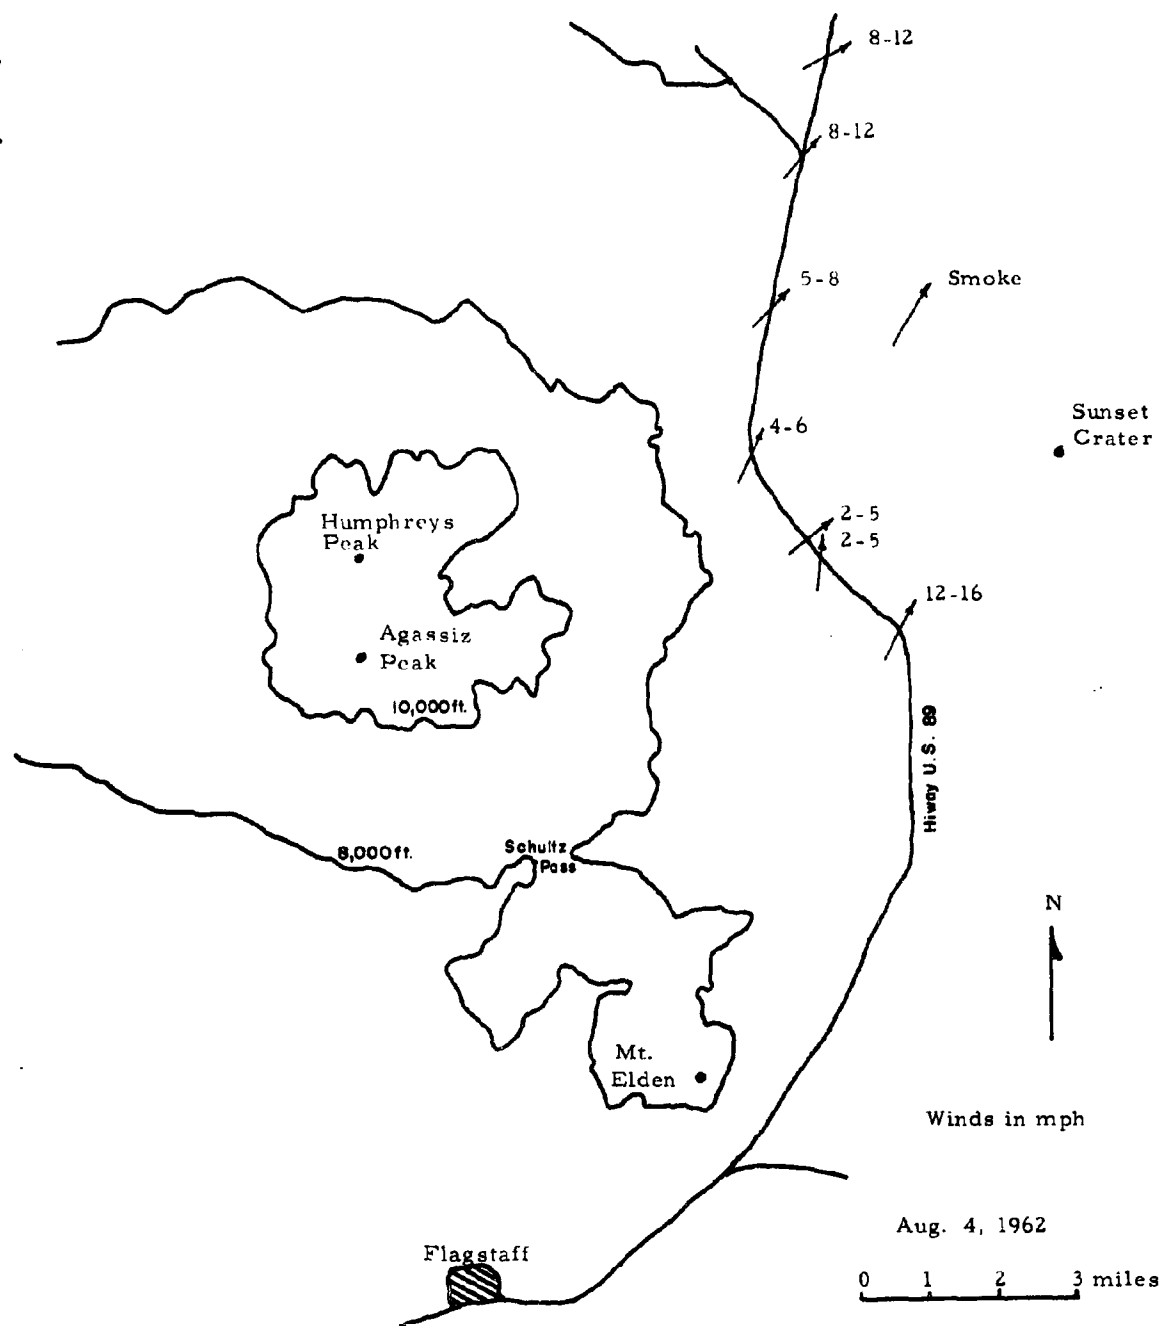 8-12
8-12
5-8
Smoke
Sunset
Crater
4-6
2-5
2-5
Humphreys
Peak
12-16
Agassiz
Peak
10,000ft.
Hiway U.S. 89
8,000ft.
Schultz
Pass
N
Mt.
Elden
Winds in mph
Aug. 4, 1962
Flagstaff
0 1 2 3 miles